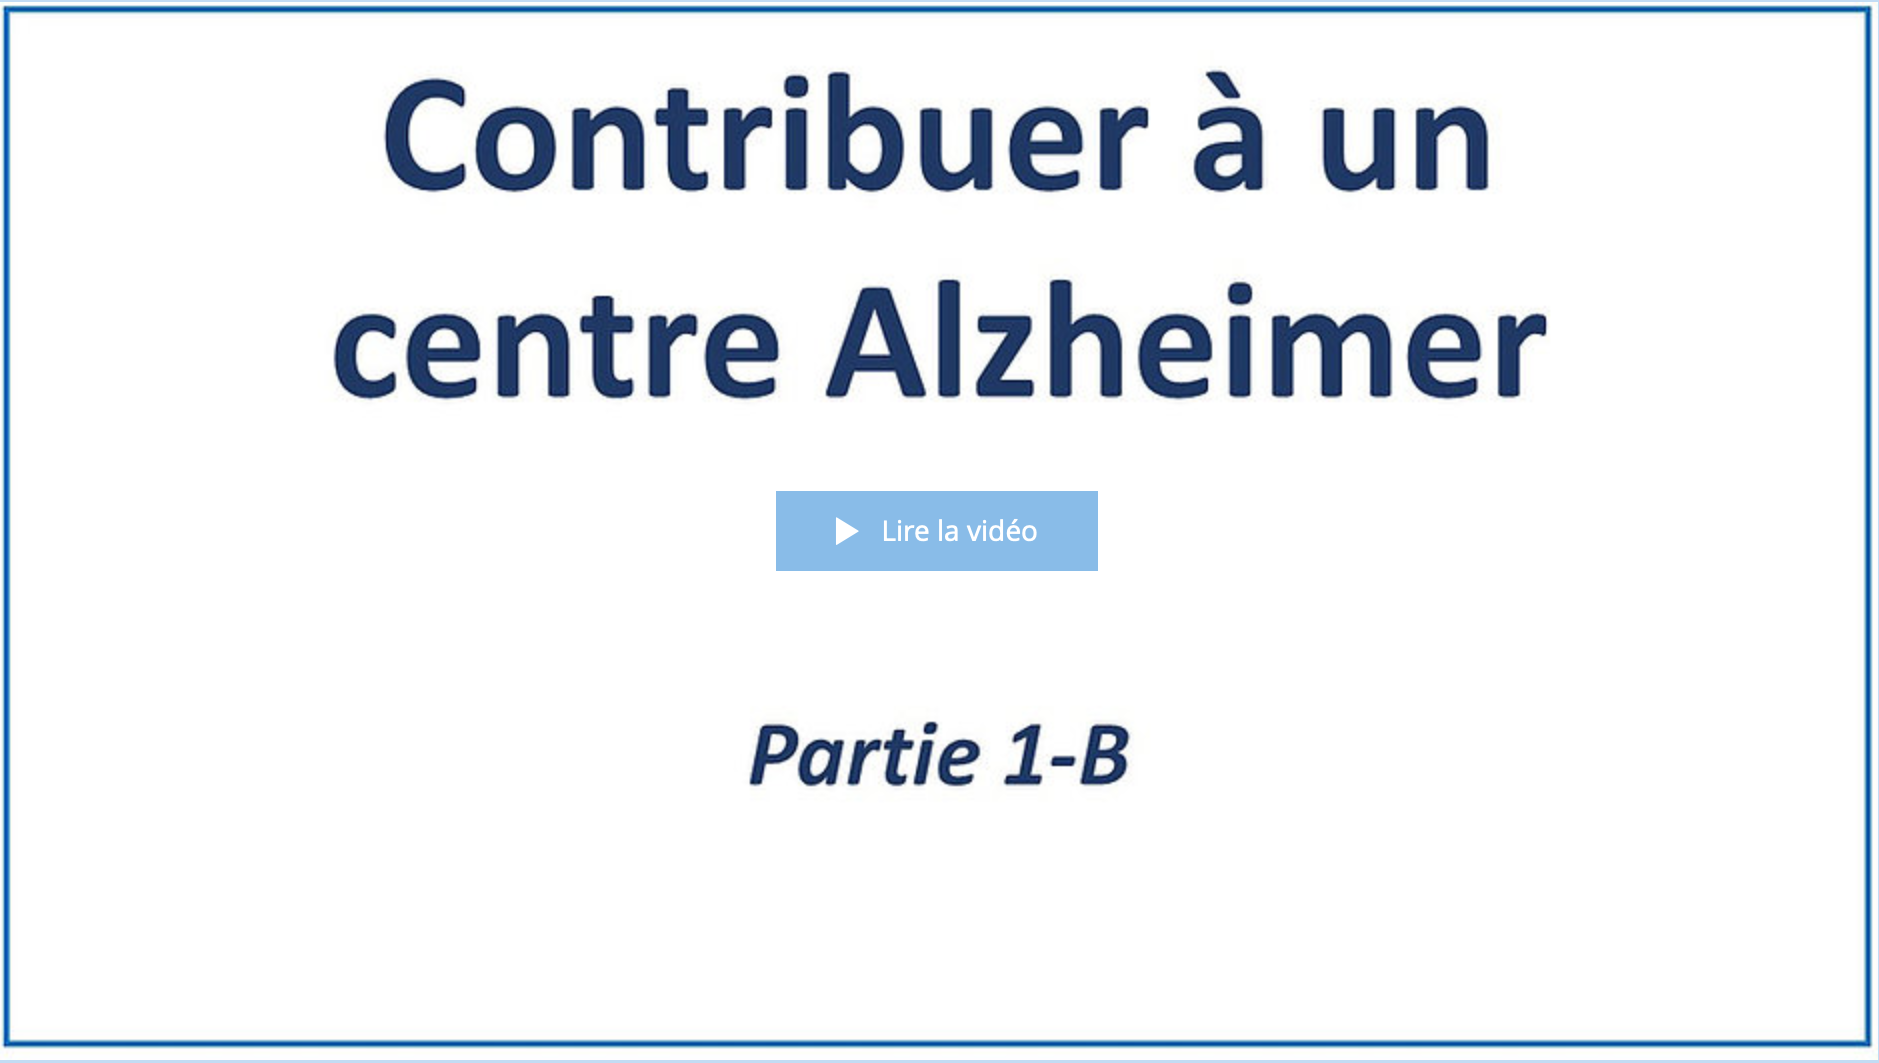 Contribuer à un
centre Alzheimer
Lire la vidéo
Partie 1-B